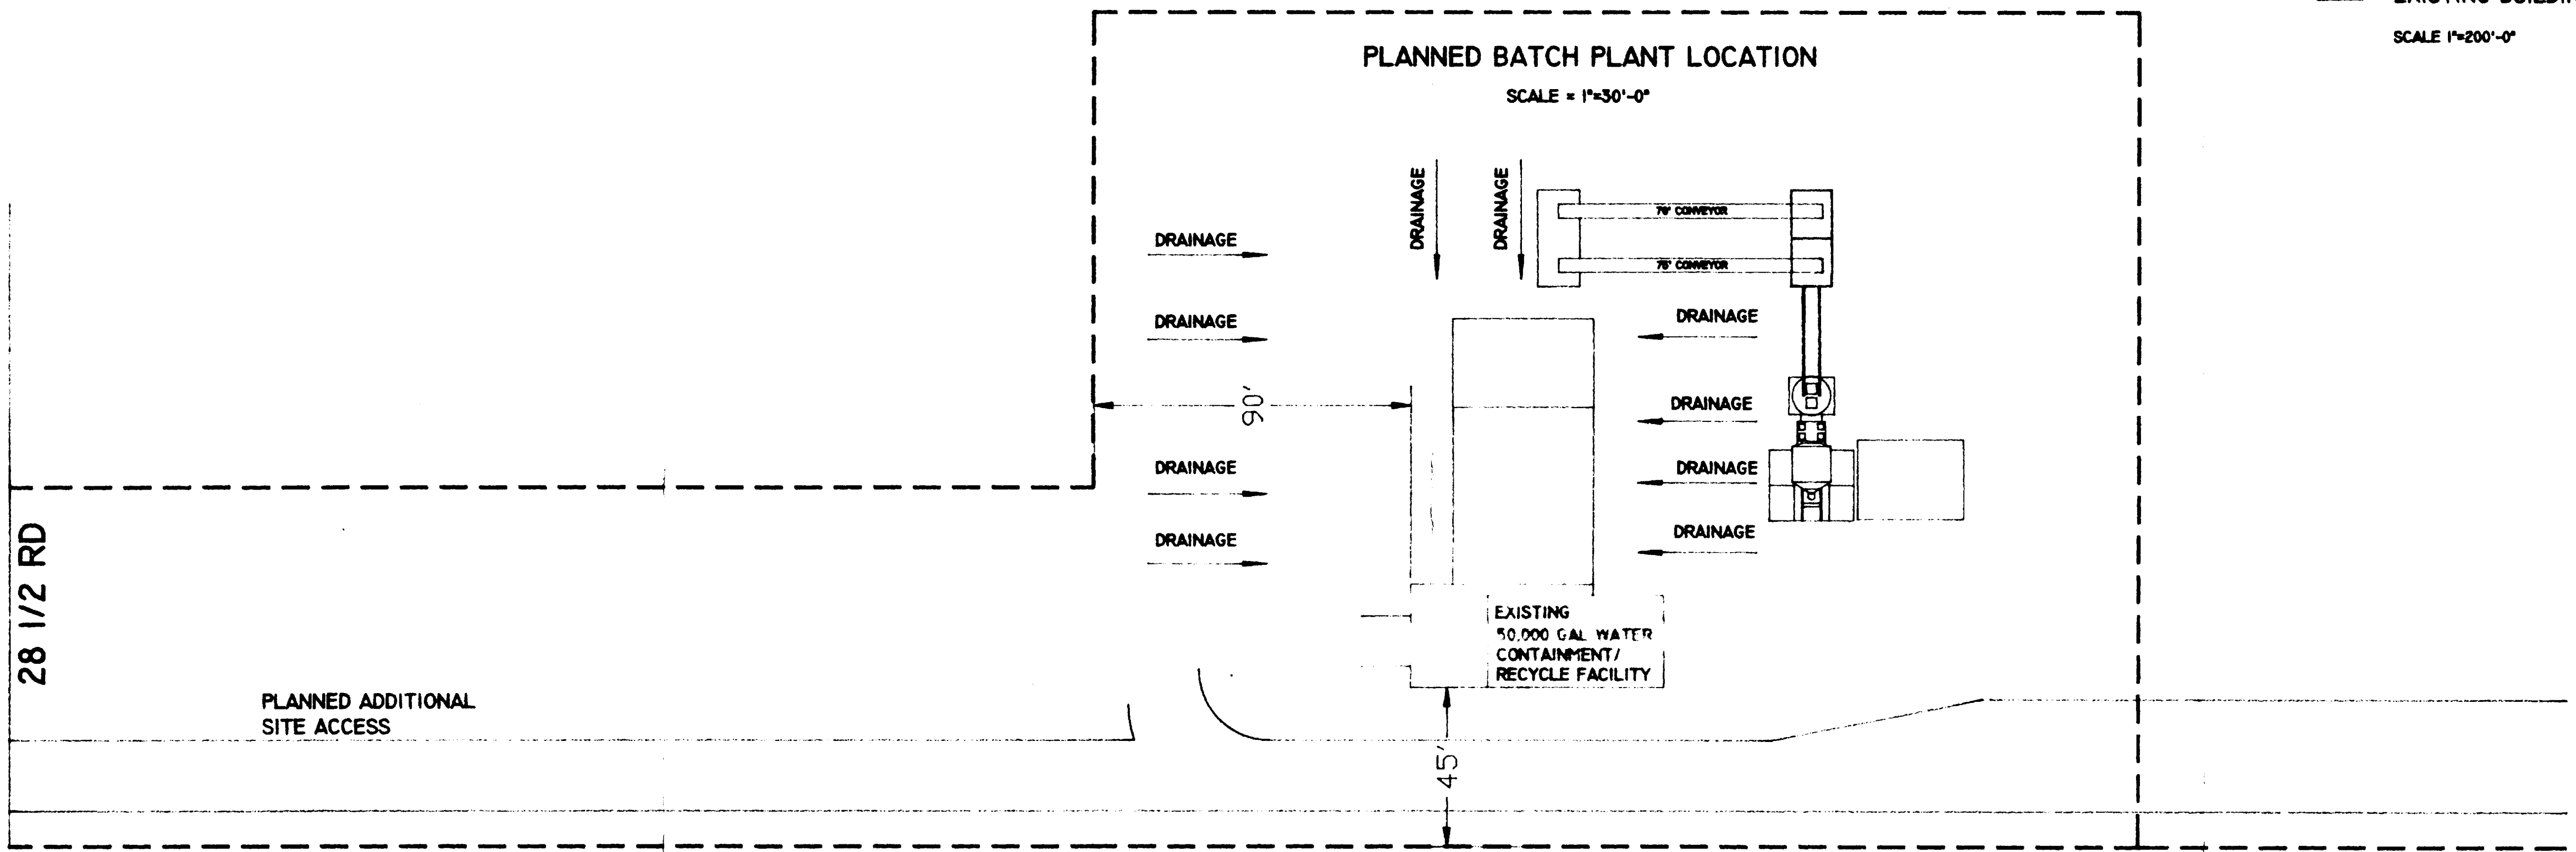 SCALE 1"=200'-0"
PLANNED BATCH PLANT LOCATION
SCALE = 1"=30'-0"
DRAINAGE
DRAINAGE
CONVEYOR
DRAINAGE
75' CONVEYOR
DRAINAGE
DRAINAGE
DRAINAGE
90'
DRAINAGE
DRAINAGE
DRAINAGE
DRAINAGE
DRAINAGE
28 1/2 RD
EXISTING
50,000 GAL WATER
CONTAINMENT/
RECYCLE FACILITY
PLANNED ADDITIONAL
SITE ACCESS
45'